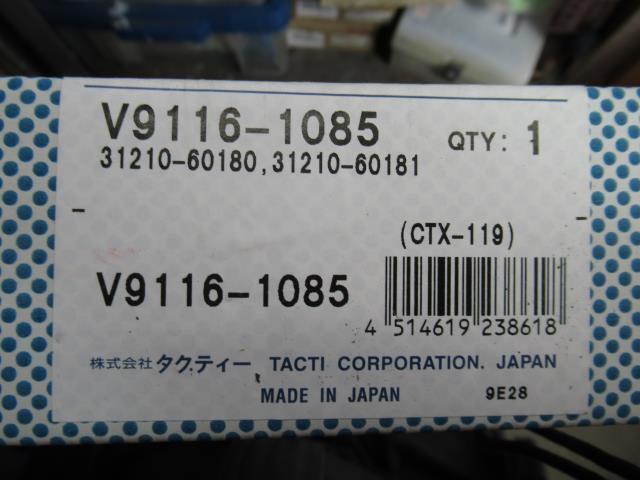 V9116-1085 QTY: 1
31210-60180,31210-60181
(CTX-119)
V9116-1085
4 514619 238618
株式会社 タクティー TACTI CORPORATION. JAPAN
MADE IN JAPAN 9E28